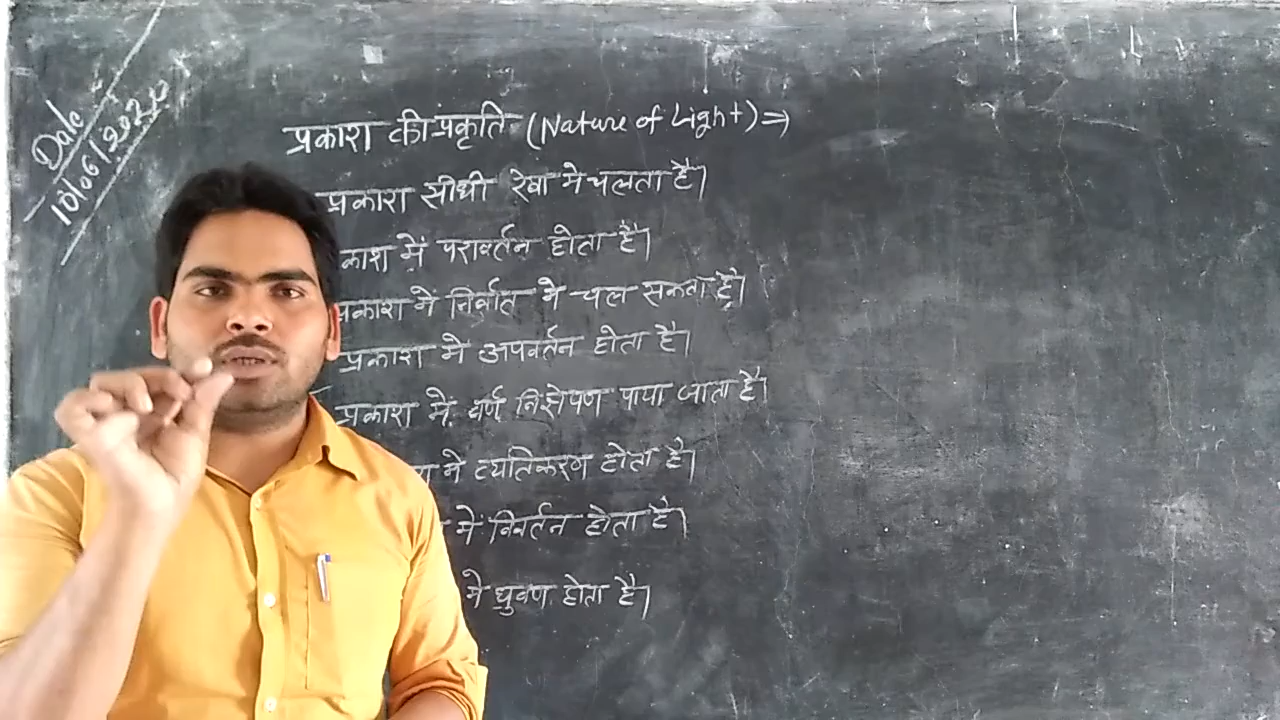 Date
10/06/2020
प्रकाश की प्रकृति (Nature of Light) ⇒
प्रकाश सीधी रेखा मे चलता है।
काश में परावर्तन होता है।
प्रकाश में निर्वात मे चल सकता है।
प्रकाश मे अपवर्तन होता है।
प्रकाश में वर्ण विक्षेपण पाया जाता है।
मे व्यतिकरण होता है।
में विवर्तन होता है।
मे ध्रुवण होता है।